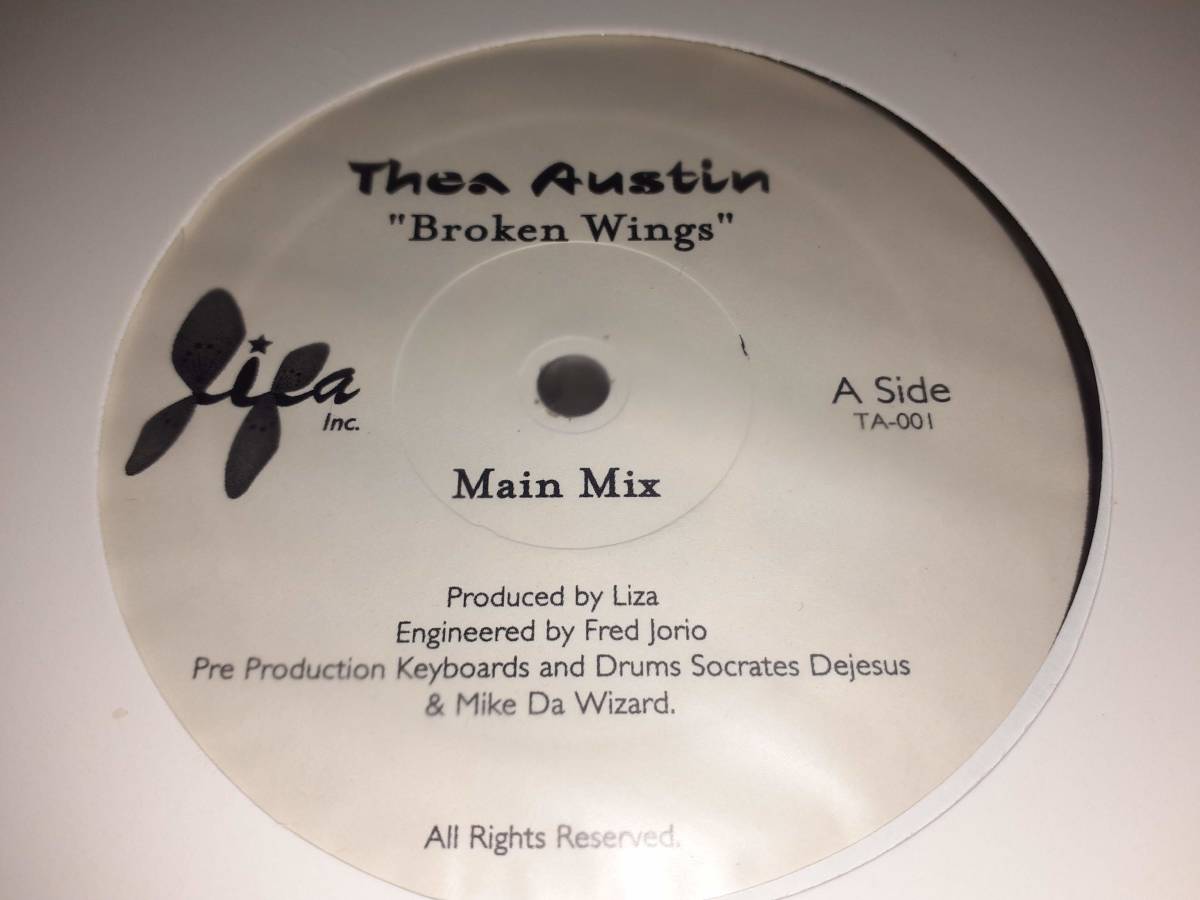 Thea Austin
"Broken Wings"
Inc.
A Side
TA-001
Main Mix
Produced by Liza
Engineered by Fred Jorio
Pre Production Keyboards and Drums Socrates Dejesus
& Mike Da Wizard.
All Rights Reserved.